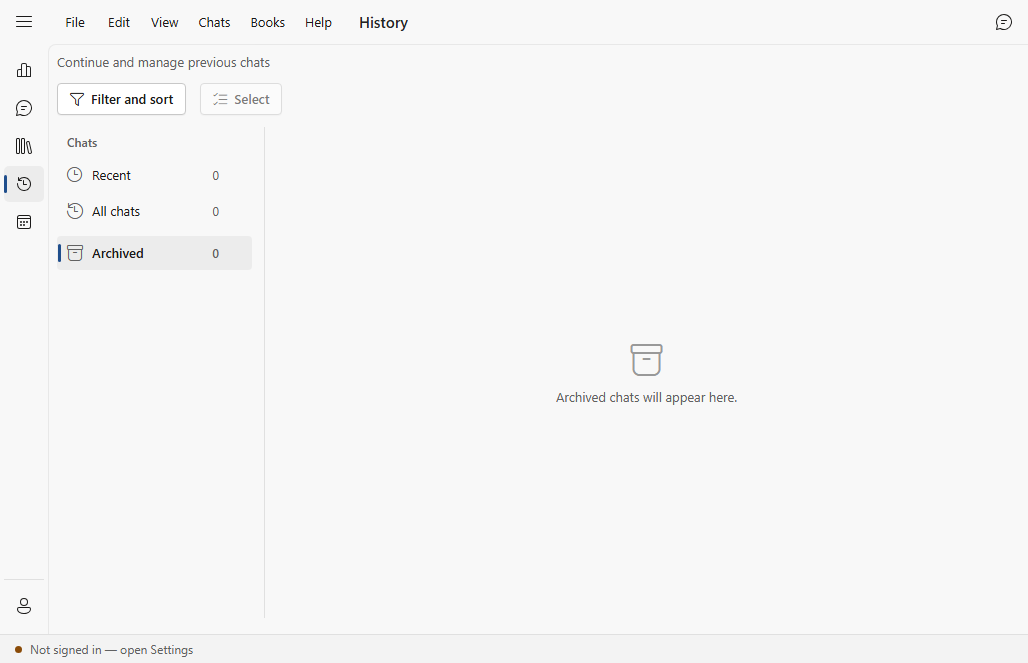 File Edit View Chats Books Help History
Continue and manage previous chats
Filter and sort Select
Chats
Recent 0
All chats 0
Archived 0
Archived chats will appear here.
Not signed in — open Settings